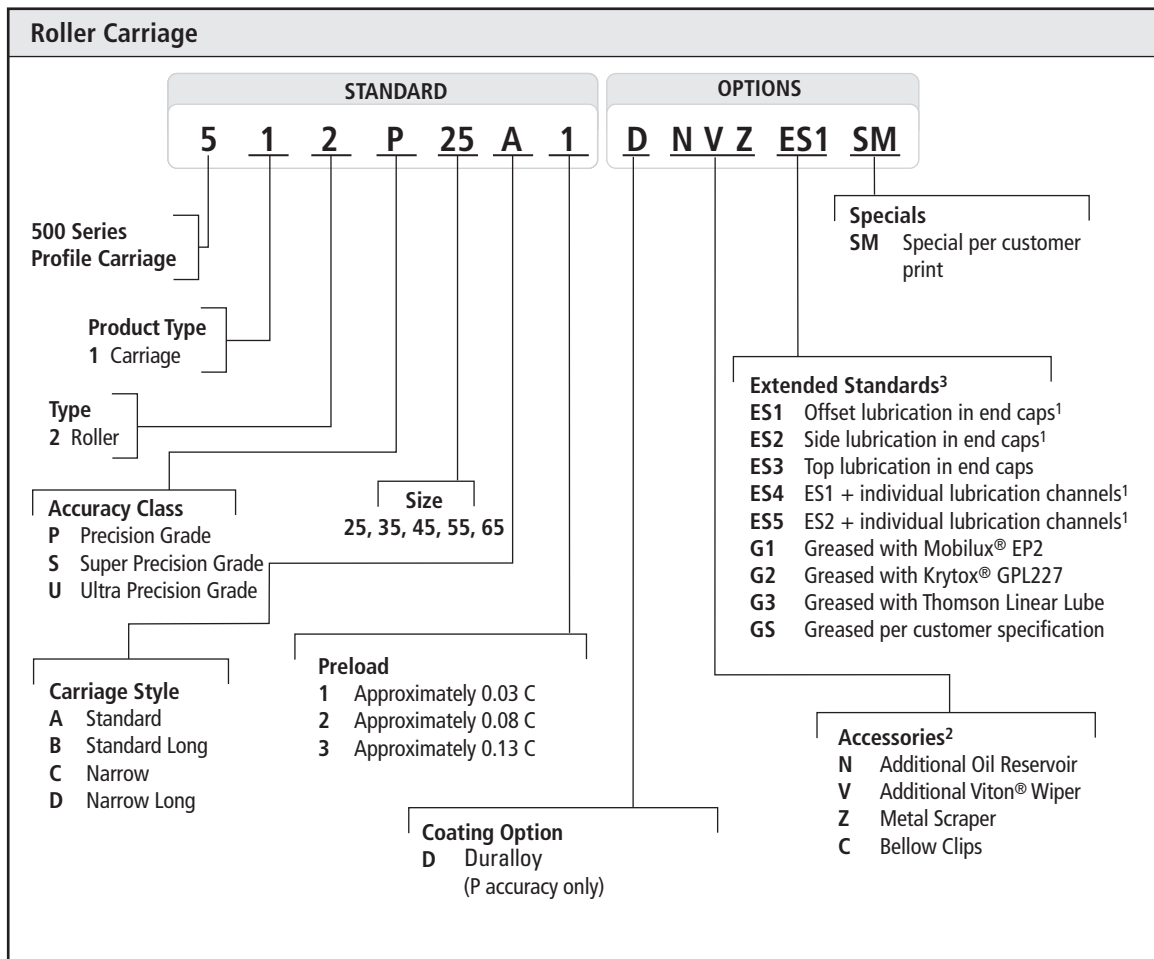 Roller Carriage
STANDARD
OPTIONS
5 1 2 P 25 A 1 D N V Z ES1 SM
500 Series
Profile Carriage
Product Type
1 Carriage
Type
2 Roller
Accuracy Class
P Precision Grade
S Super Precision Grade
U Ultra Precision Grade
Size
25, 35, 45, 55, 65
Carriage Style
A Standard
B Standard Long
C Narrow
D Narrow Long
Preload
1 Approximately 0.03 C
2 Approximately 0.08 C
3 Approximately 0.13 C
Coating Option
D Duralloy
(P accuracy only)
Specials
SM Special per customer
print
Extended Standards³
ES1 Offset lubrication in end caps¹
ES2 Side lubrication in end caps¹
ES3 Top lubrication in end caps
ES4 ES1 + individual lubrication channels¹
ES5 ES2 + individual lubrication channels¹
G1 Greased with Mobilux® EP2
G2 Greased with Krytox® GPL227
G3 Greased with Thomson Linear Lube
GS Greased per customer specification
Accessories²
N Additional Oil Reservoir
V Additional Viton® Wiper
Z Metal Scraper
C Bellow Clips